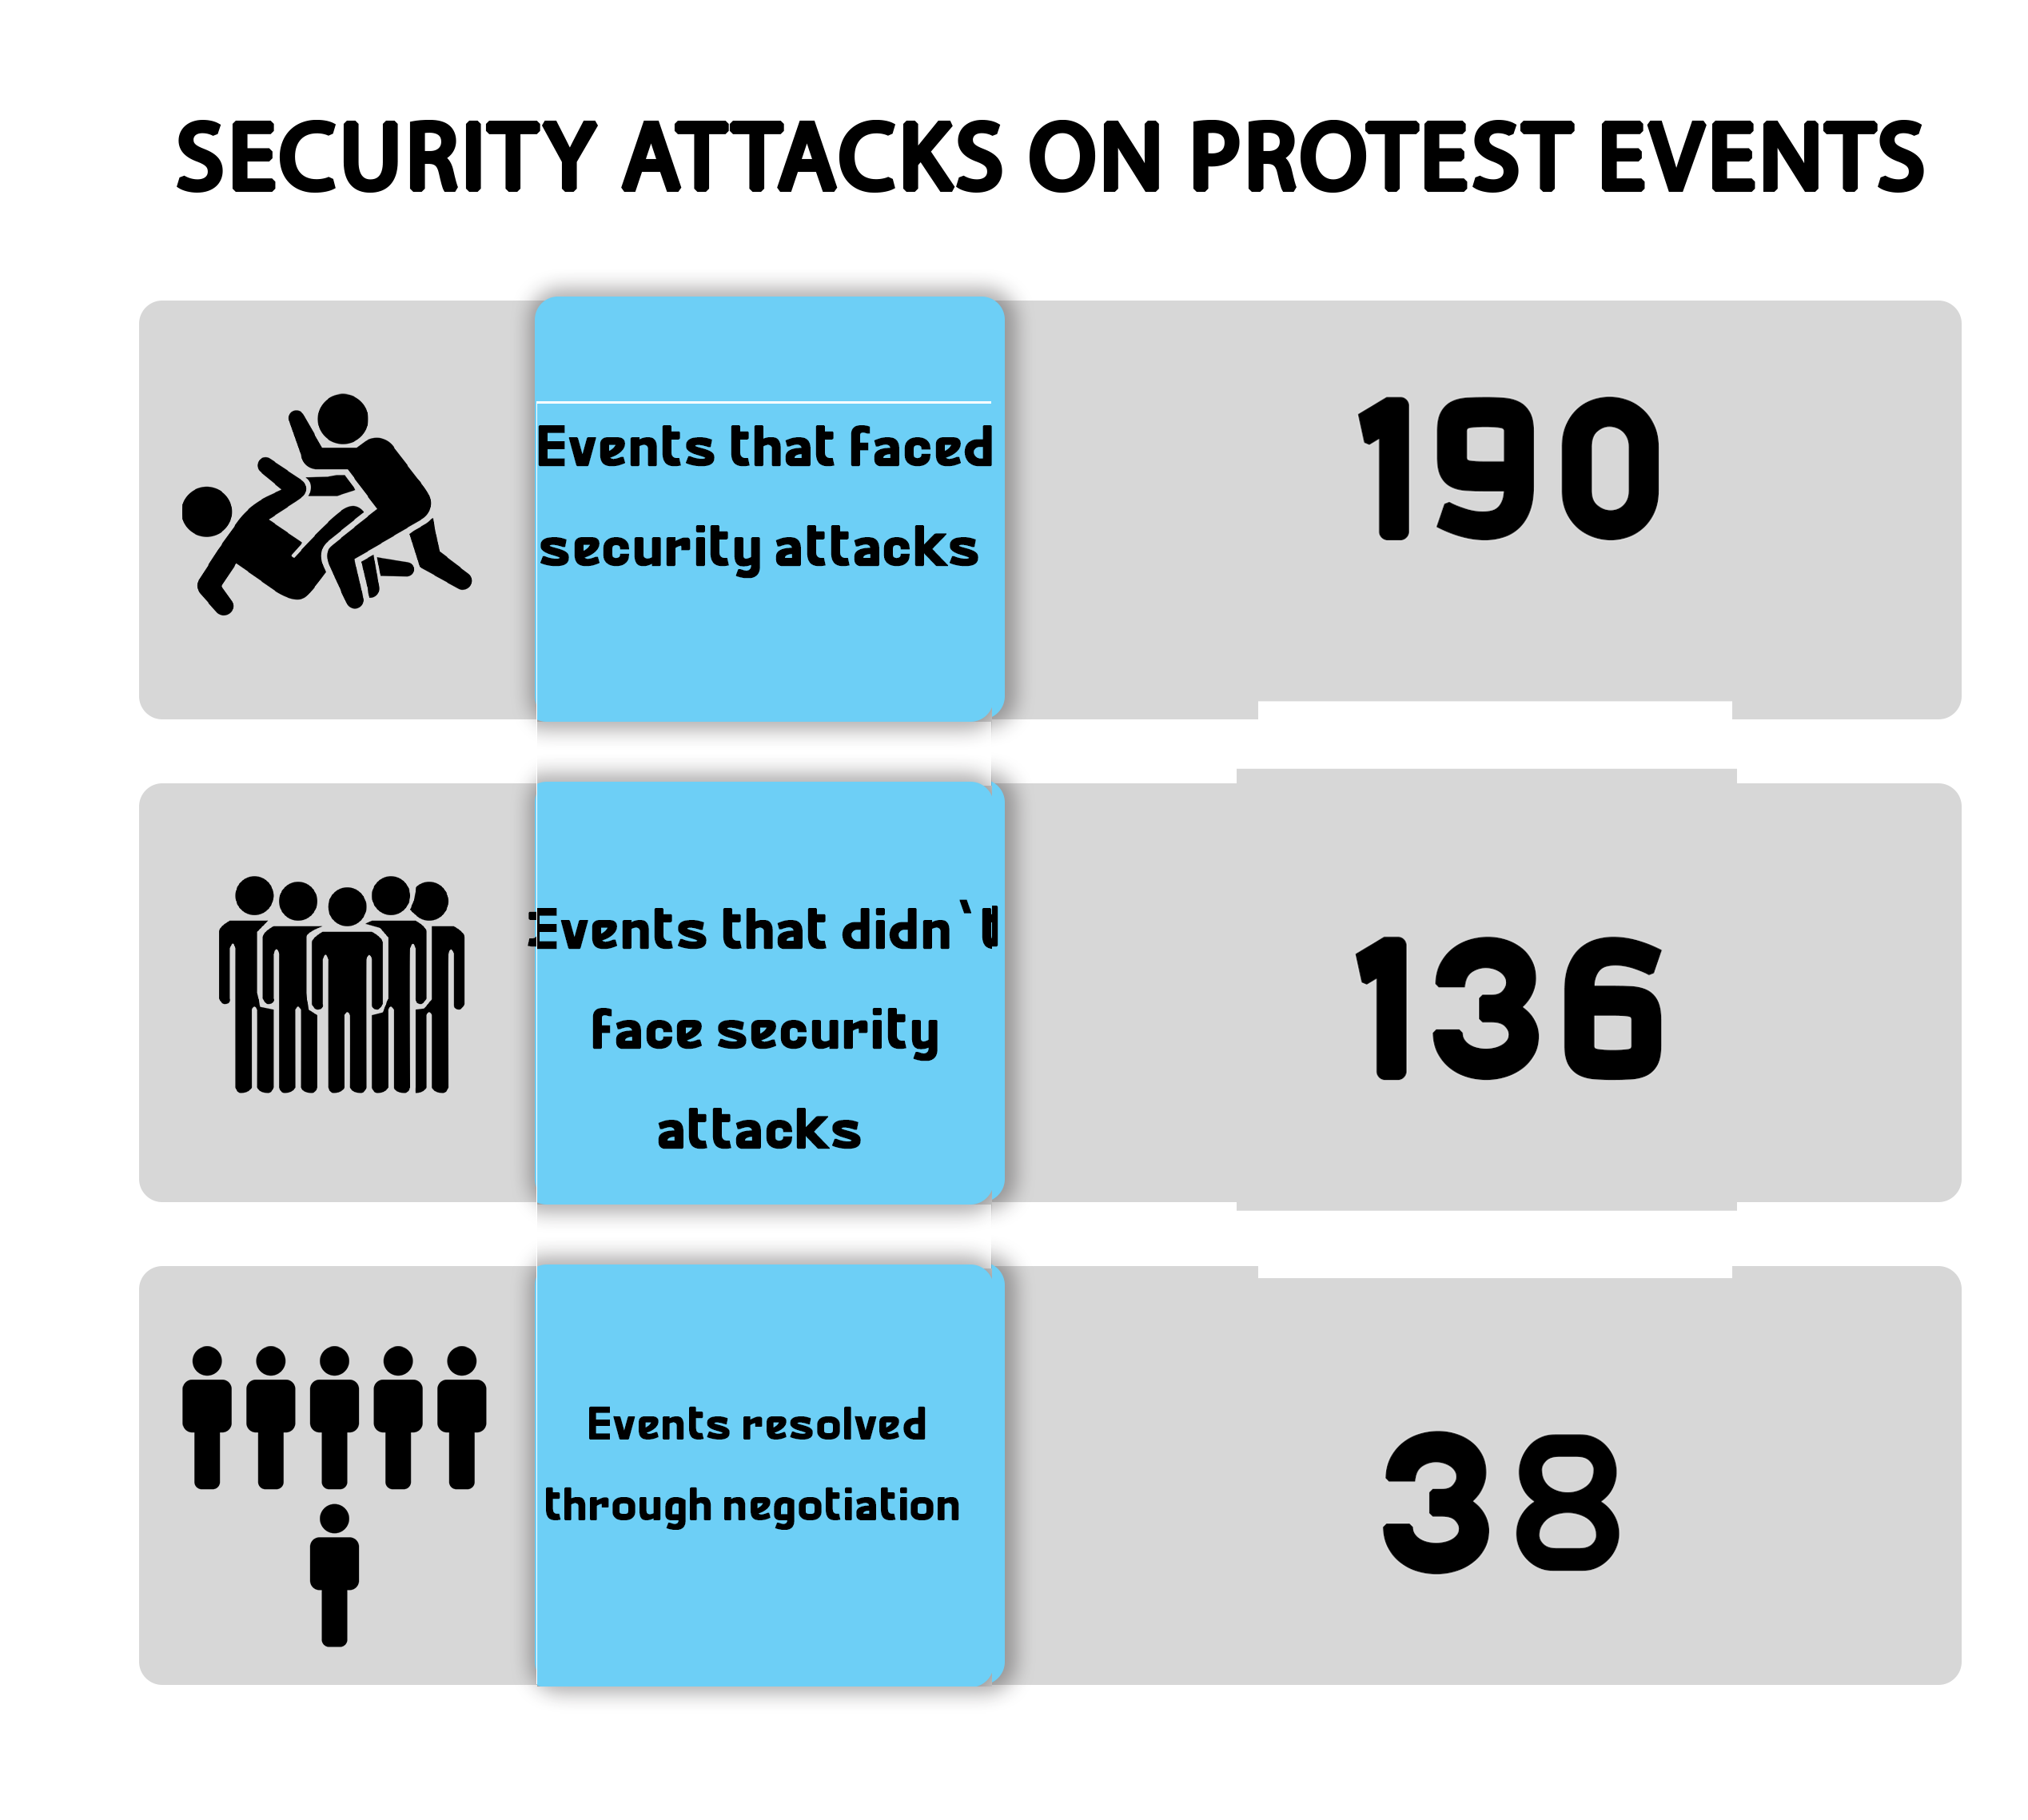 SECURITY ATTACKS ON PROTEST EVENTS
Events that faced
security attacks
190
Events that didn`t
face security
attacks
136
Events resolved
through negotiation
38